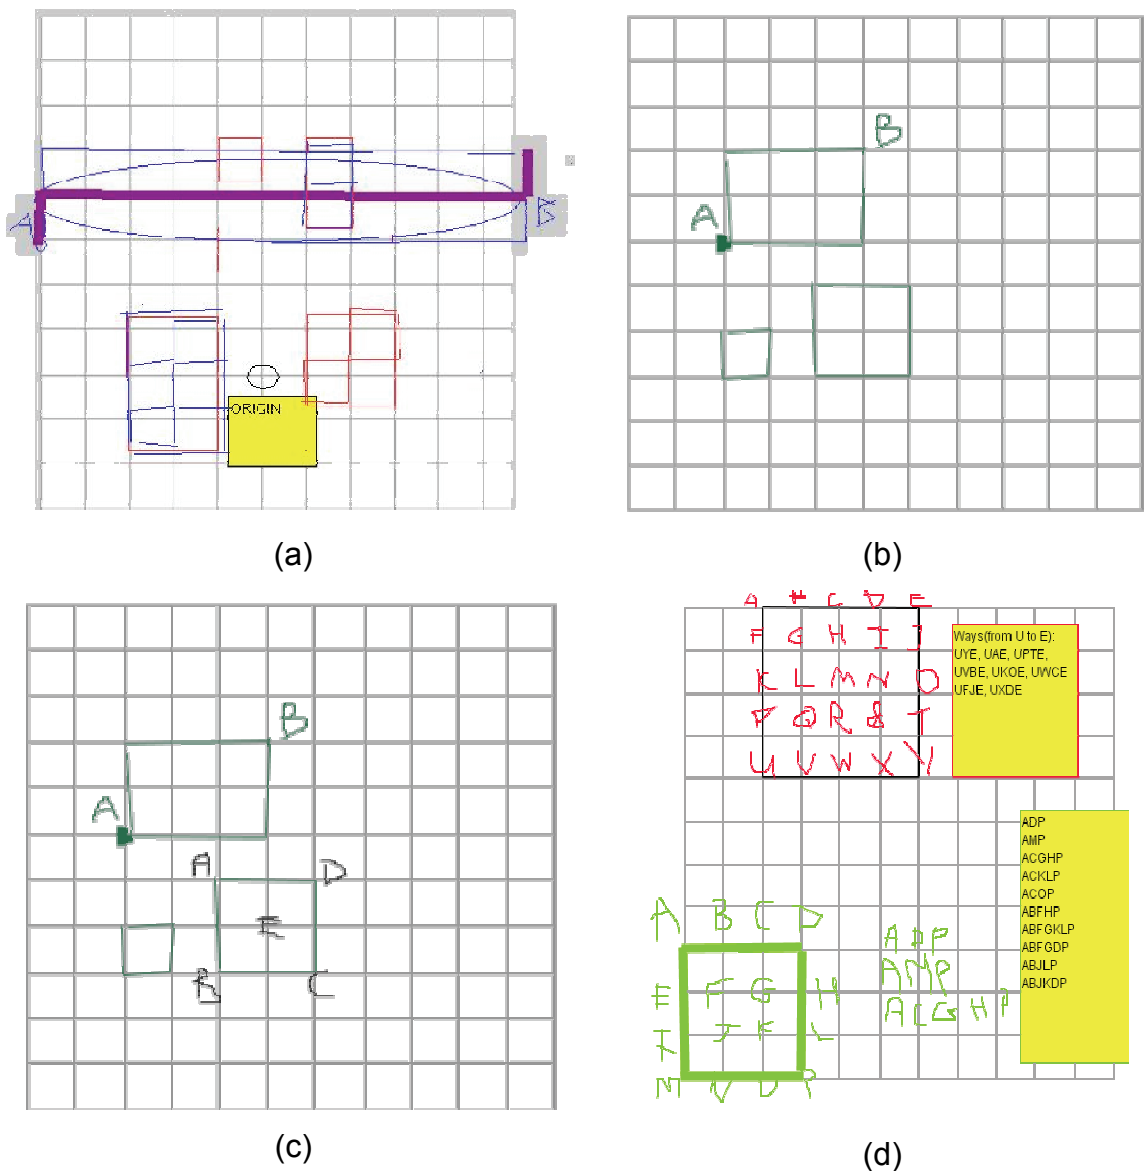 A
B
ORIGIN
(a)
B
A
(b)
B
A
A D
E
B C
(c)
A C D E
F G H I J
K L M N O
P Q R S T
U V W X Y
Ways(from U to E):
UYE, UAE, UPTE,
UVBE, UKOE, UWCE
UFJE, UXDE
ADP
AMP
ACGHP
ACKLP
ACOP
ABFHP
ABFGKLP
ABFGDP
ABJLP
ABJKDP
A B C D
E F G H
I J K L
M N O P
ADP
AMP
ACGHP
(d)